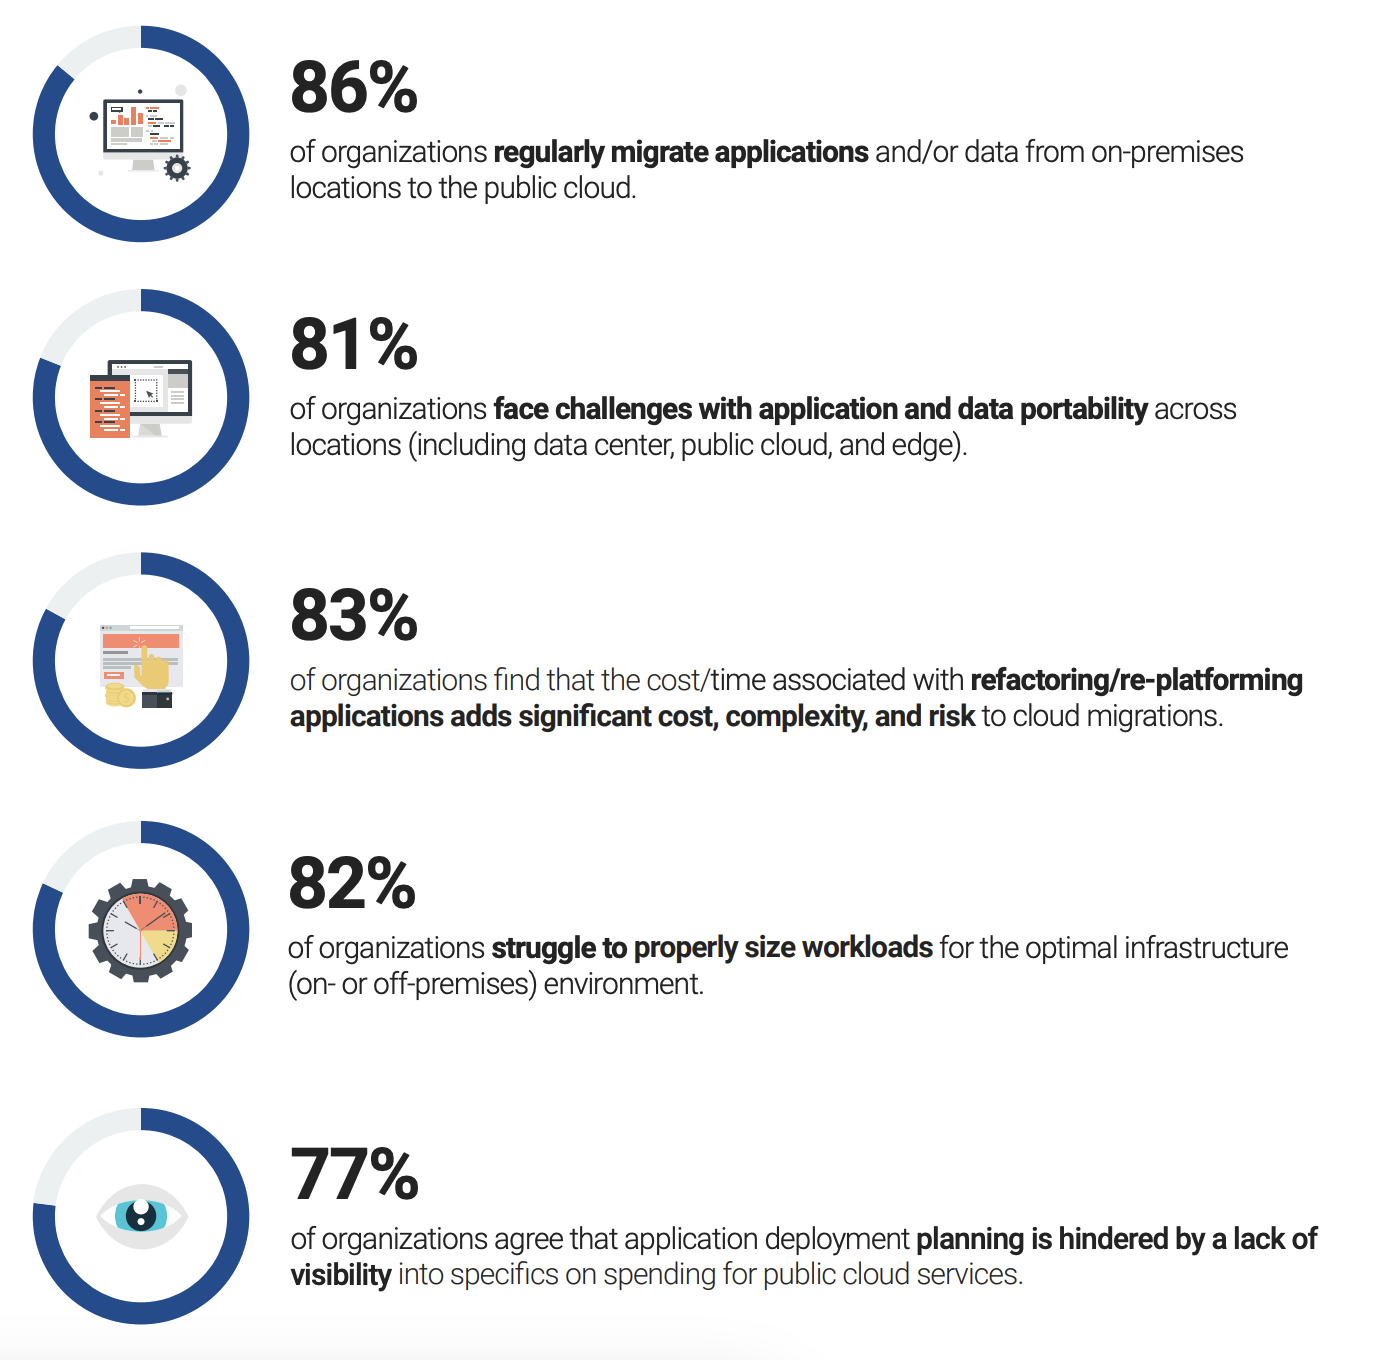 86%
of organizations regularly migrate applications and/or data from on-premises
locations to the public cloud.
81%
of organizations face challenges with application and data portability across
locations (including data center, public cloud, and edge).
83%
of organizations find that the cost/time associated with refactoring/re-platforming
applications adds significant cost, complexity, and risk to cloud migrations.
82%
of organizations struggle to properly size workloads for the optimal infrastructure
(on- or off-premises) environment.
77%
of organizations agree that application deployment planning is hindered by a lack of
visibility into specifics on spending for public cloud services.